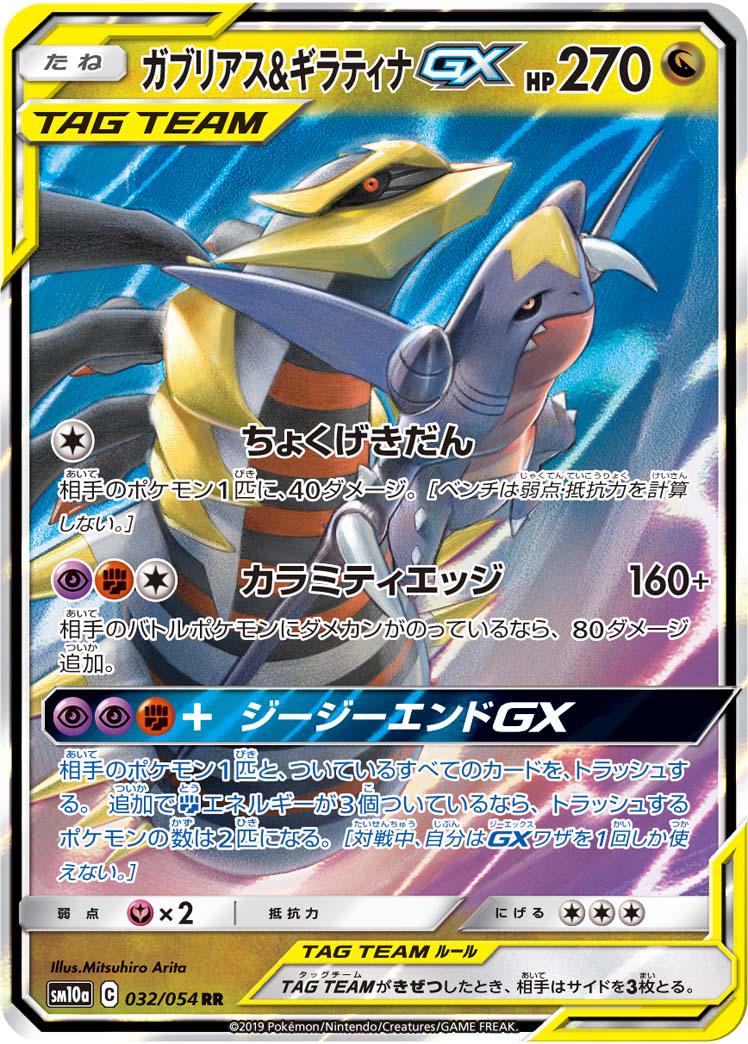 たね ガブリアス&ギラティナGX HP270
TAG TEAM
ちょくげきだん
相手のポケモン1匹に、40ダメージ。[ベンチは弱点・抵抗力を計算
しない。]
カラミティエッジ 160+
相手のバトルポケモンにダメカンがのっているなら、80ダメージ
追加。
+ ジージーエンドGX
相手のポケモン1匹と、ついているすべてのカードを、トラッシュす
る。追加でエネルギーが3個ついているなら、トラッシュする
ポケモンの数は2匹になる。[対戦中、自分はGXワザを1回しか使
えない。]
弱点 ×2 抵抗力 にげる
Illus.Mitsuhiro Arita
TAG TEAM ルール
TAG TEAMがきぜつしたとき、相手はサイドを3枚とる。
sm10a C 032/054 RR
©2019 Pokémon/Nintendo/Creatures/GAME FREAK.